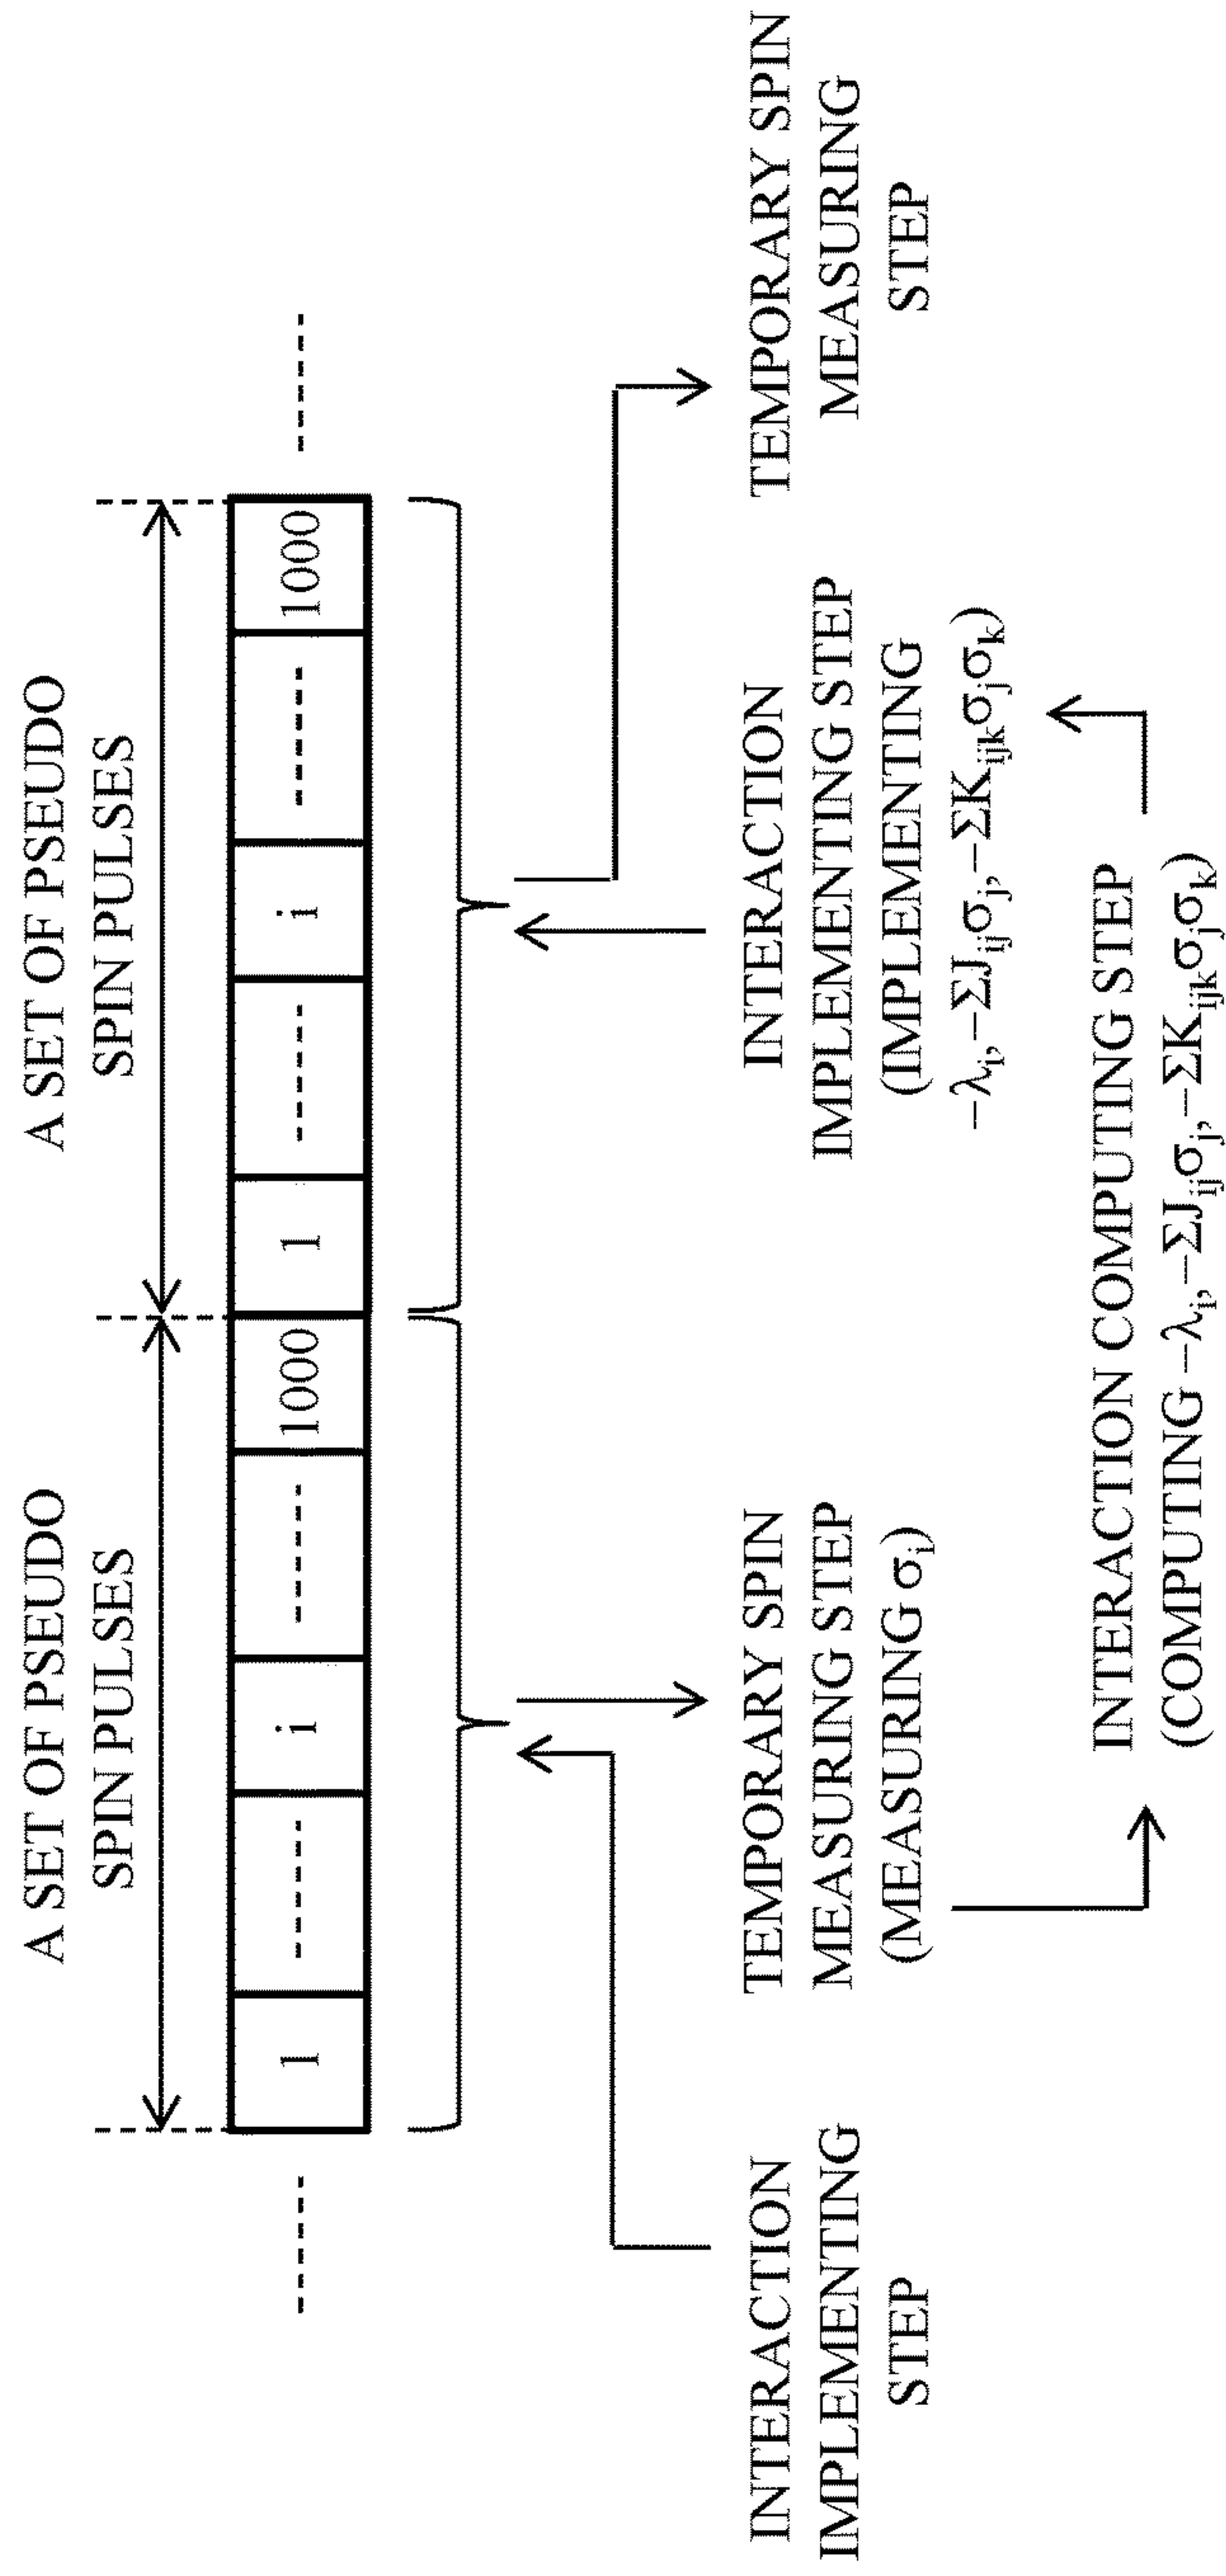 A SET OF PSEUDO
SPIN PULSES
A SET OF PSEUDO
SPIN PULSES
1
i
1000
1
i
1000
INTERACTION
IMPLEMENTING
STEP
TEMPORARY SPIN
MEASURING STEP
(MEASURING σi)
INTERACTION
IMPLEMENTING STEP
(IMPLEMENTING
−λi, −ΣJijσj, −ΣKijkσjσk)
TEMPORARY SPIN
MEASURING
STEP
INTERACTION COMPUTING STEP
(COMPUTING −λi, −ΣJijσj, −ΣKijkσjσk)